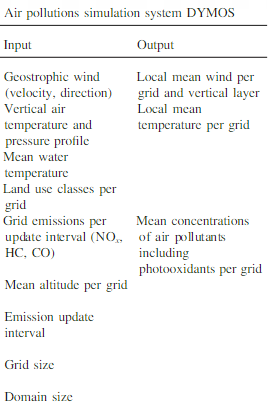 Air pollutions simulation system DYMOS
Input Output
Geostrophic wind Local mean wind per
(velocity, direction) grid and vertical layer
Vertical air Local mean
temperature and temperature per grid
pressure profile
Mean water
temperature
Land use classes per
grid
Grid emissions per Mean concentrations
update interval (NOₓ, of air pollutants
HC, CO) including
photooxidants per grid
Mean altitude per grid
Emission update
interval
Grid size
Domain size